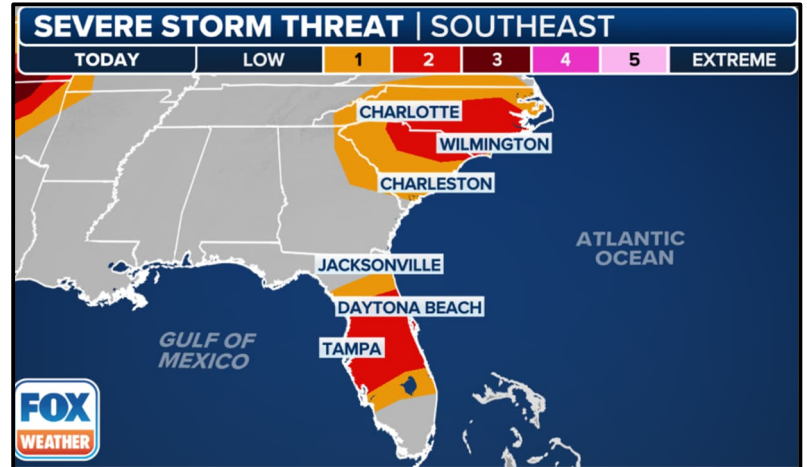 SEVERE STORM THREAT | SOUTHEAST
TODAY LOW 1 2 3 4 5 EXTREME
CHARLOTTE
WILMINGTON
CHARLESTON
ATLANTIC
OCEAN
JACKSONVILLE
DAYTONA BEACH
GULF OF
MEXICO
TAMPA
FOX
WEATHER